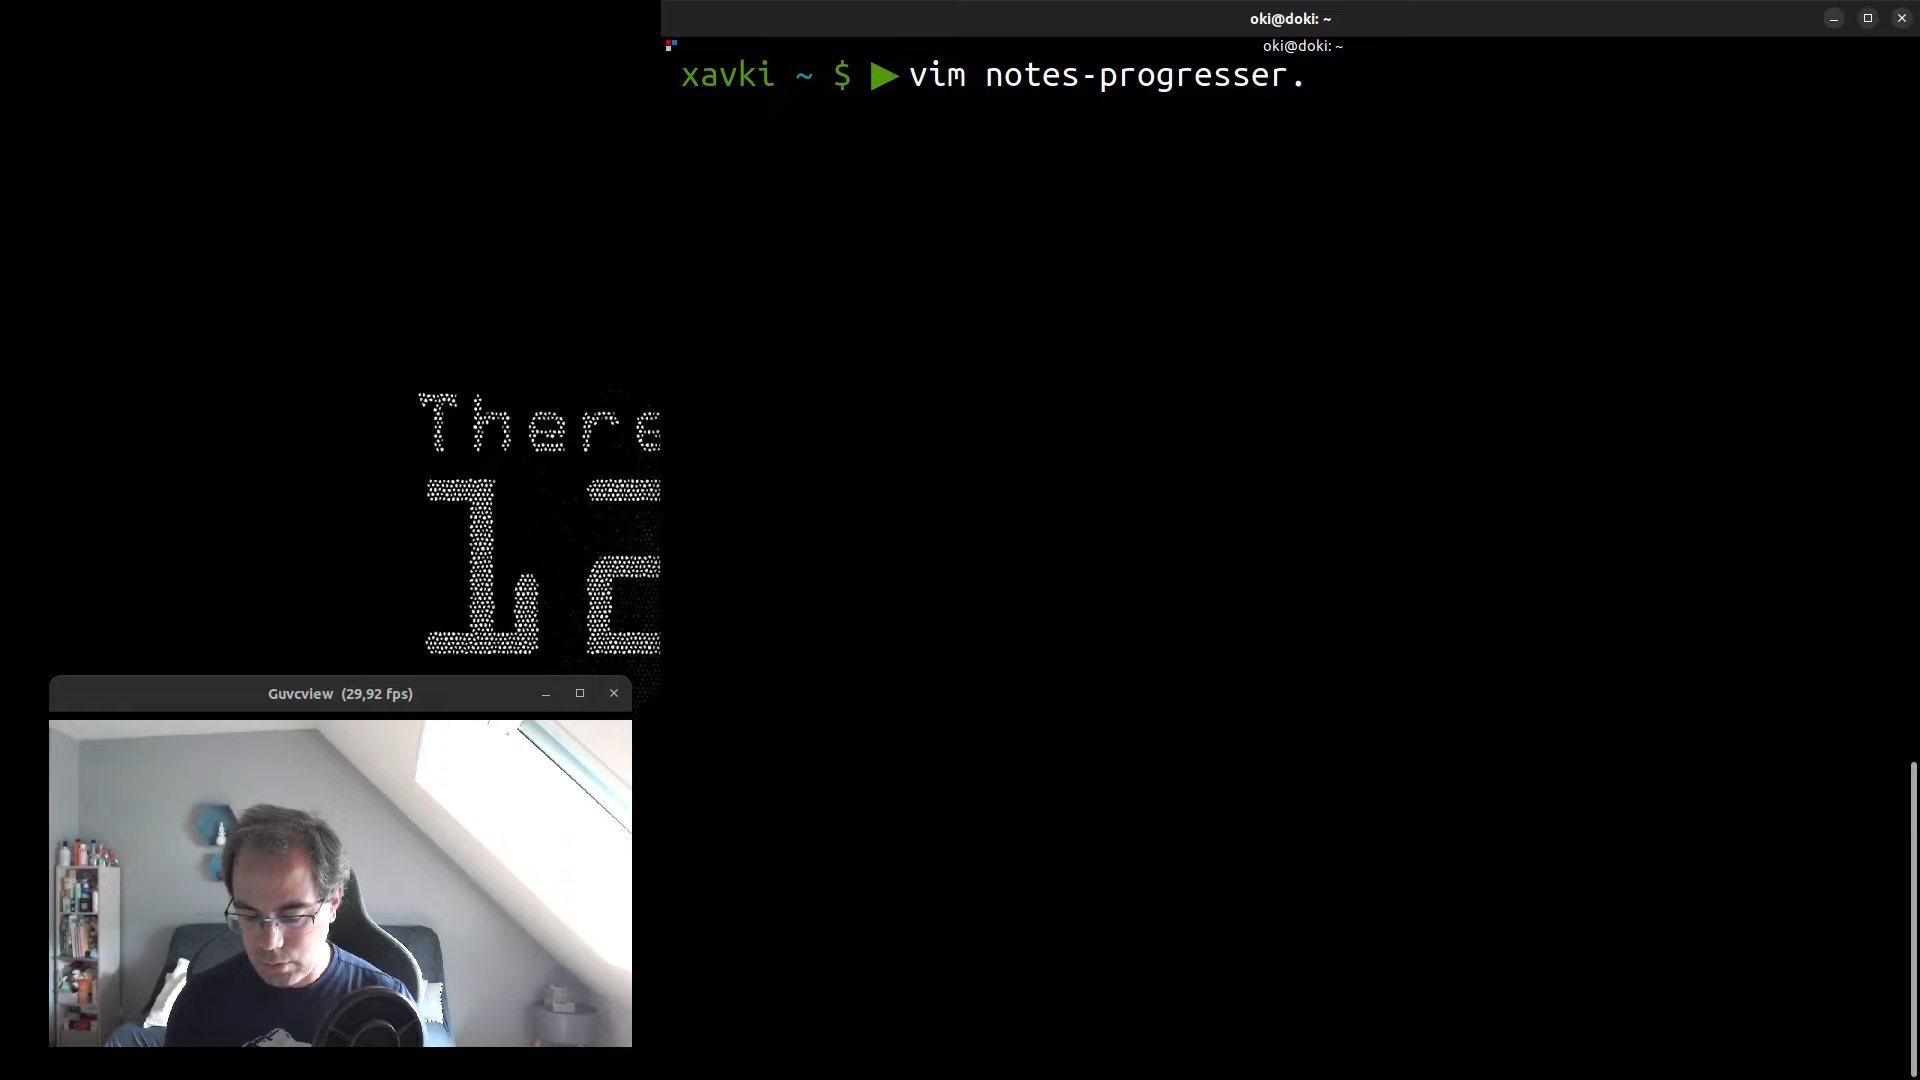 oki@doki: ~
oki@doki: ~
xavki ~ $ ▶ vim notes-progresser.
There
Guvcview (29,92 fps)